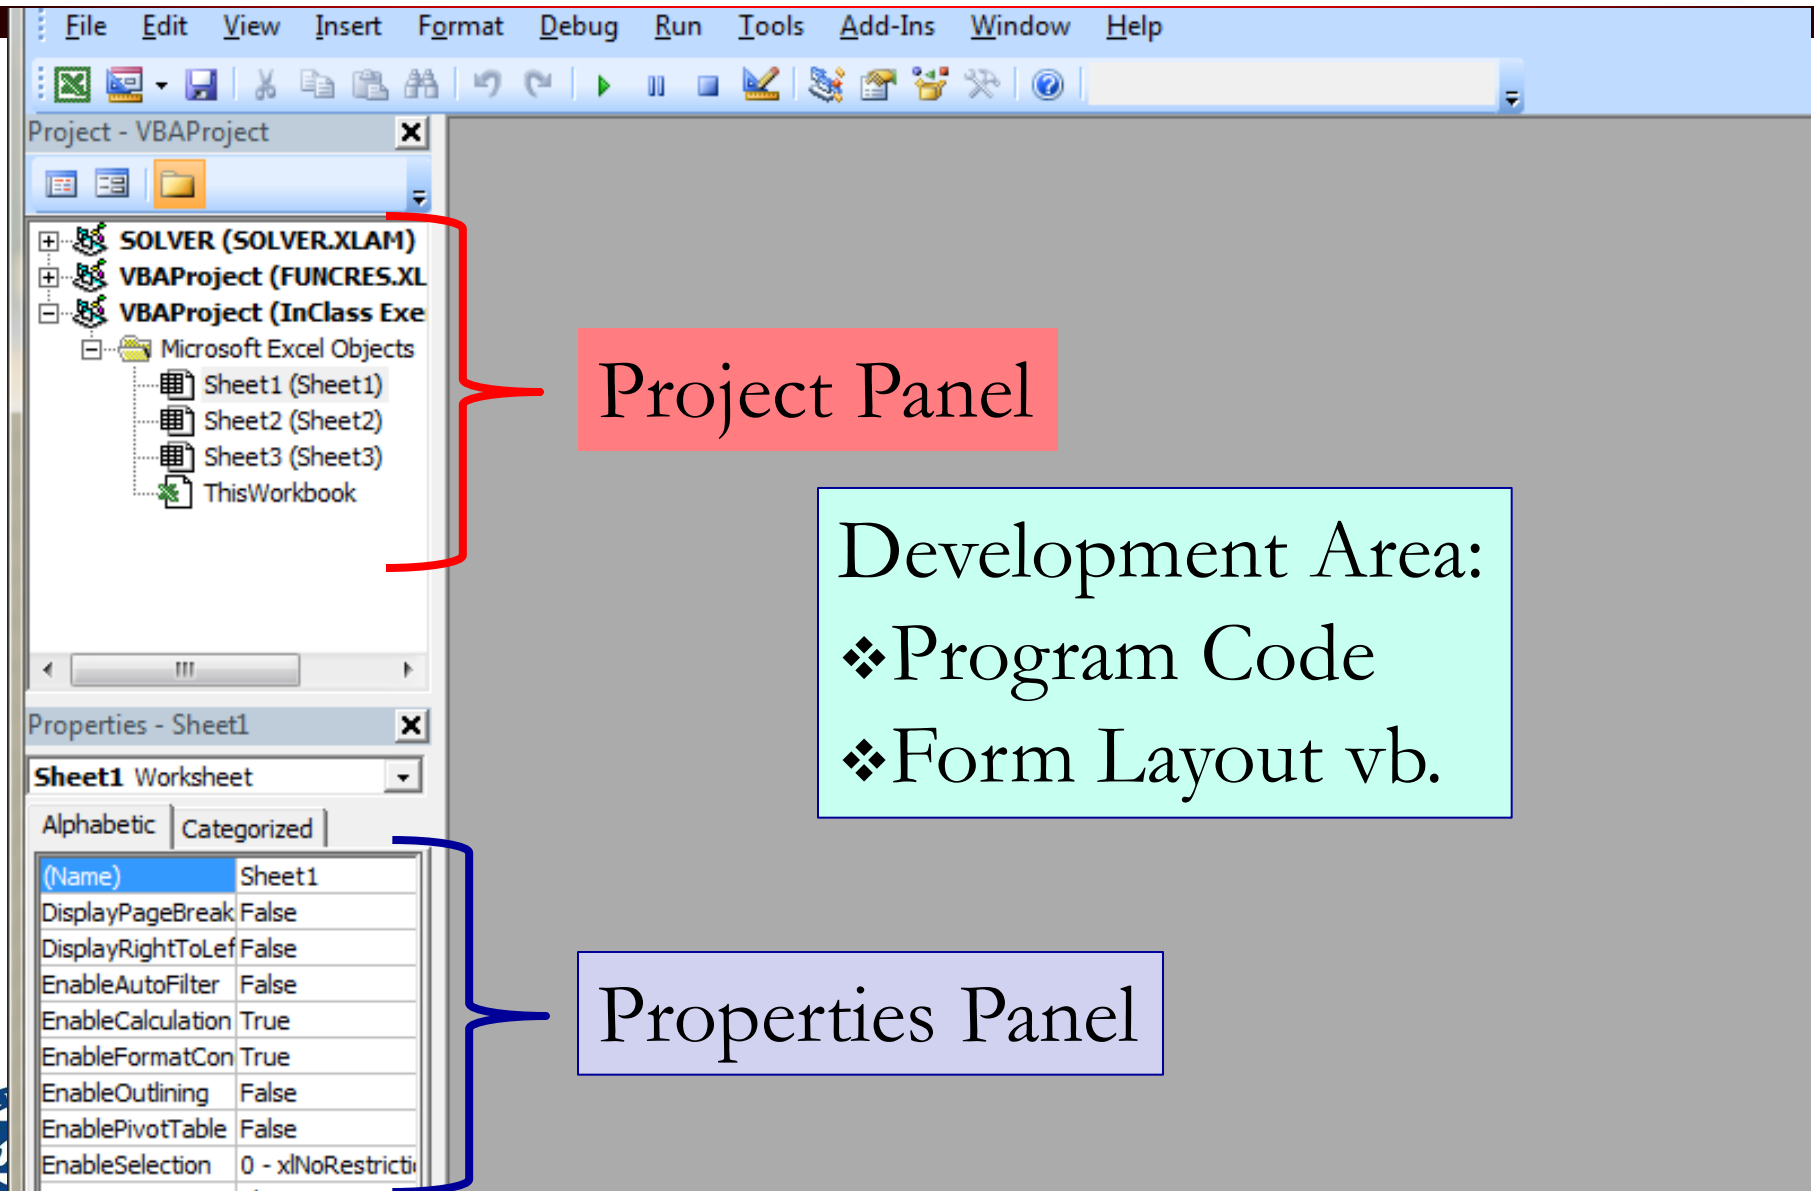 File Edit View Insert Format Debug Run Tools Add-Ins Window Help
Project - VBAProject
SOLVER (SOLVER.XLAM)
VBAProject (FUNCRES.XL
VBAProject (InClass Exe
Microsoft Excel Objects
Sheet1 (Sheet1)
Sheet2 (Sheet2)
Sheet3 (Sheet3)
ThisWorkbook
Project Panel
Development Area:
❖Program Code
❖Form Layout vb.
Properties - Sheet1
Sheet1 Worksheet
Alphabetic Categorized
(Name) Sheet1
DisplayPageBreak False
DisplayRightToLef False
EnableAutoFilter False
EnableCalculation True
EnableFormatCon True
EnableOutlining False
EnablePivotTable False
EnableSelection 0 - xlNoRestricti
Properties Panel